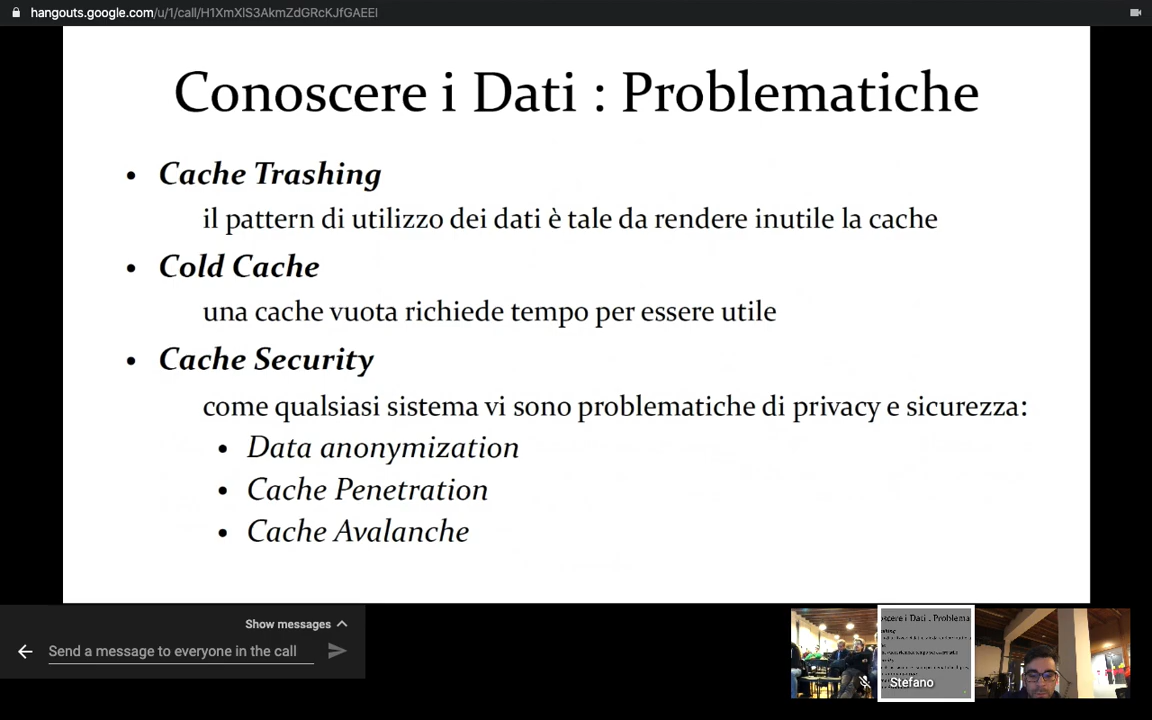 hangouts.google.com/u/1/call/H1XmXlS3AkmZdGRcKJfGAEEI
Conoscere i Dati : Problematiche
• Cache Trashing
il pattern di utilizzo dei dati è tale da rendere inutile la cache
• Cold Cache
una cache vuota richiede tempo per essere utile
• Cache Security
come qualsiasi sistema vi sono problematiche di privacy e sicurezza:
• Data anonymization
• Cache Penetration
• Cache Avalanche
Show messages
Send a message to everyone in the call
oscere i Dati : Problema
Stefano